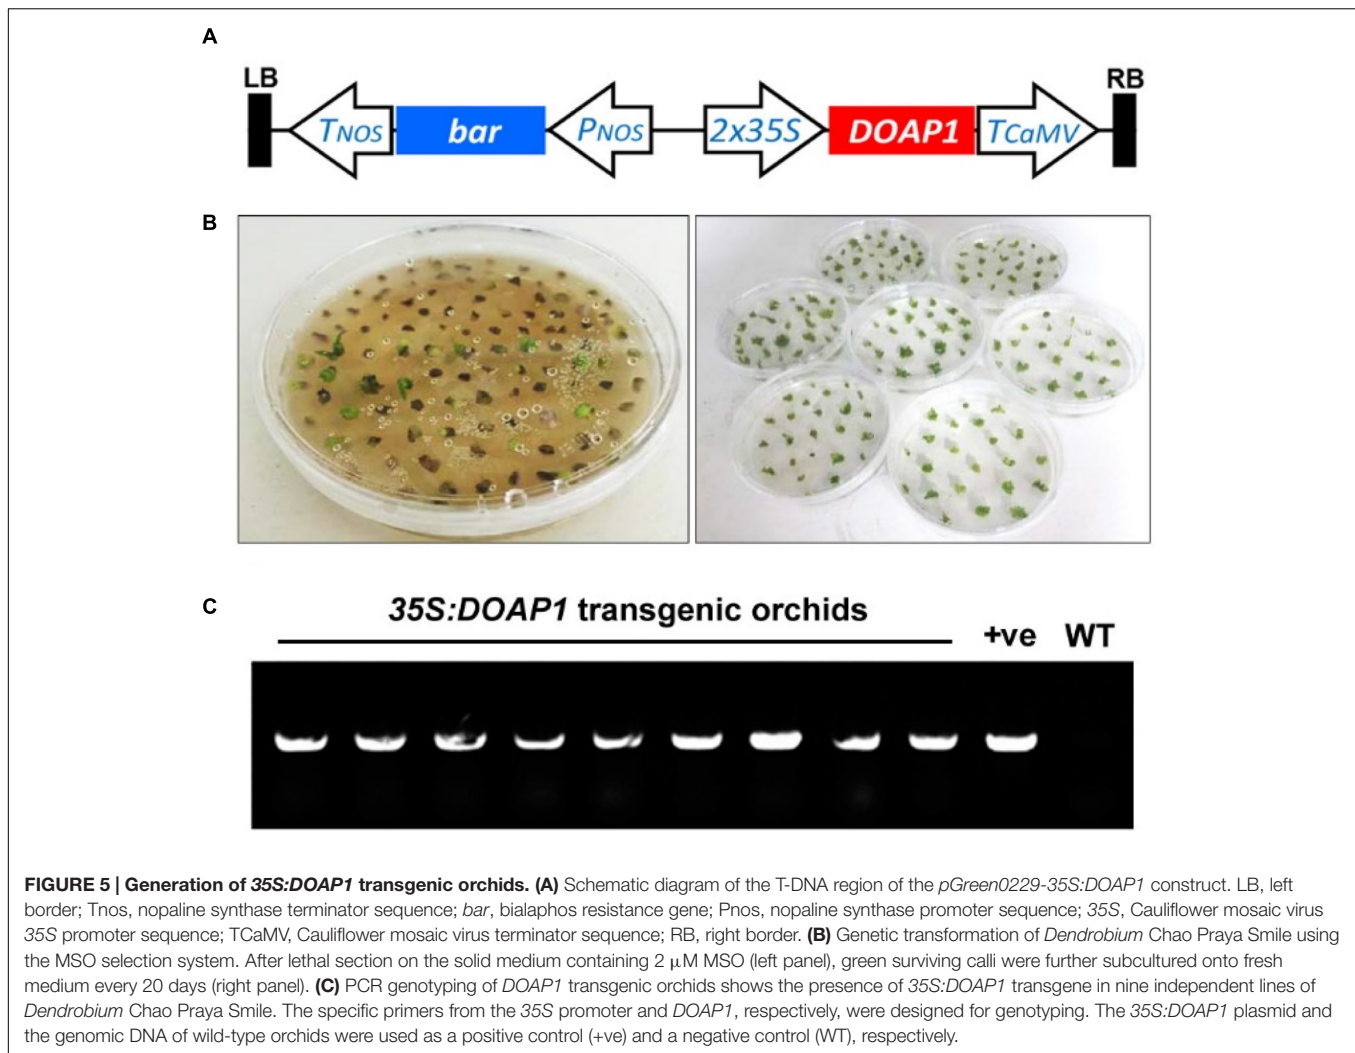 A
LB
RB
TNOS
bar
PNOS
2x35S
DOAP1
TCaMV
B
C
35S:DOAP1 transgenic orchids
+ve
WT
FIGURE 5 | Generation of 35S:DOAP1 transgenic orchids. (A) Schematic diagram of the T-DNA region of the pGreen0229-35S:DOAP1 construct. LB, left
border; Tnos, nopaline synthase terminator sequence; bar, bialaphos resistance gene; Pnos, nopaline synthase promoter sequence; 35S, Cauliflower mosaic virus
35S promoter sequence; TCaMV, Cauliflower mosaic virus terminator sequence; RB, right border. (B) Genetic transformation of Dendrobium Chao Praya Smile using
the MSO selection system. After lethal section on the solid medium containing 2 μM MSO (left panel), green surviving calli were further subcultured onto fresh
medium every 20 days (right panel). (C) PCR genotyping of DOAP1 transgenic orchids shows the presence of 35S:DOAP1 transgene in nine independent lines of
Dendrobium Chao Praya Smile. The specific primers from the 35S promoter and DOAP1, respectively, were designed for genotyping. The 35S:DOAP1 plasmid and
the genomic DNA of wild-type orchids were used as a positive control (+ve) and a negative control (WT), respectively.